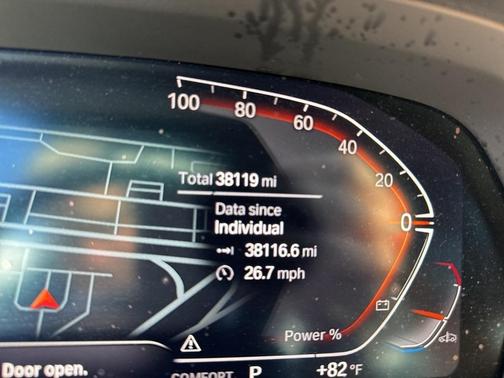 100
80
60
40
20
0
Total 38119 mi
Data since
Individual
38116.6 mi
26.7 mph
Power %
Door open.
COMFORT P +82 °F